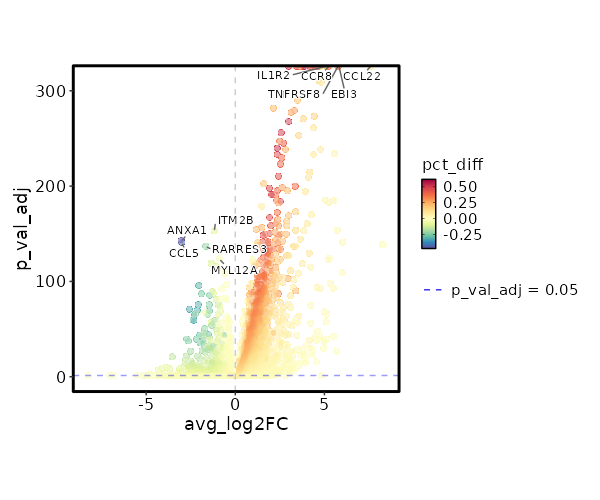 IL1R2 CCR8 CCL22
TNFRSF8 EBI3
ITM2B
ANXA1
CCL5 RARRES3
MYL12A
300
200
100
0
-5 0 5
avg_log2FC
p_val_adj
pct_diff
0.50
0.25
0.00
-0.25
p_val_adj = 0.05